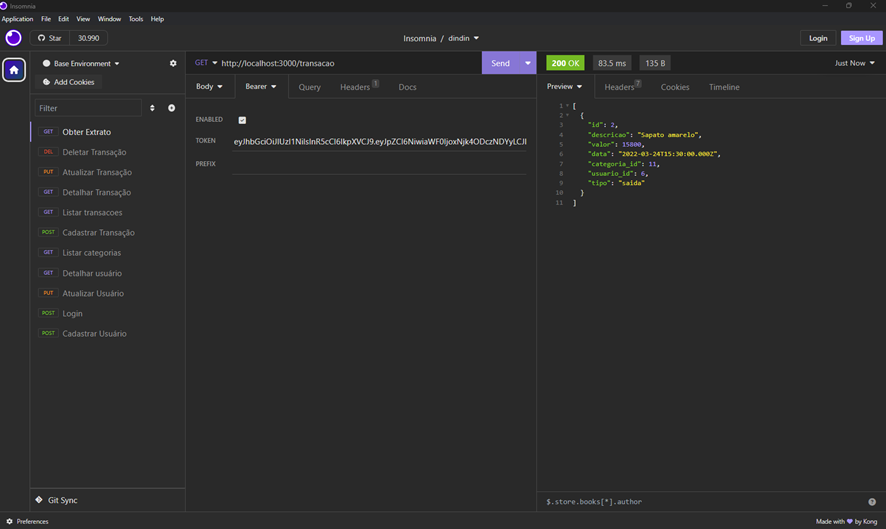 Insomnia
Application File Edit View Window Tools Help
Star 30.990
Insomnia / dindin
Login Sign Up
Base Environment
Add Cookies
Filter
GET Obter Extrato
DEL Deletar Transação
PUT Atualizar Transação
GET Detalhar Transação
GET Listar transacoes
POST Cadastrar Transação
GET Listar categorias
GET Detalhar usuário
PUT Atualizar Usuário
POST Login
POST Cadastrar Usuário
Git Sync
GET http://localhost:3000/transacao Send
Body Bearer Query Headers 1 Docs
ENABLED
TOKEN
PREFIX
200 OK 83.5 ms 135 B Just Now
Preview Headers 7 Cookies Timeline
1 [
2 {
3 "id": 2,
4 "descricao": "Sapato amarelo",
5 "valor": 15800,
6 "data": "2022-03-24T15:30:00.000Z",
7 "categoria_id": 11,
8 "usuario_id": 6,
9 "tipo": "saida"
10 }
11 ]
$.store.books[*].author
Preferences
Made with 💜 by Kong